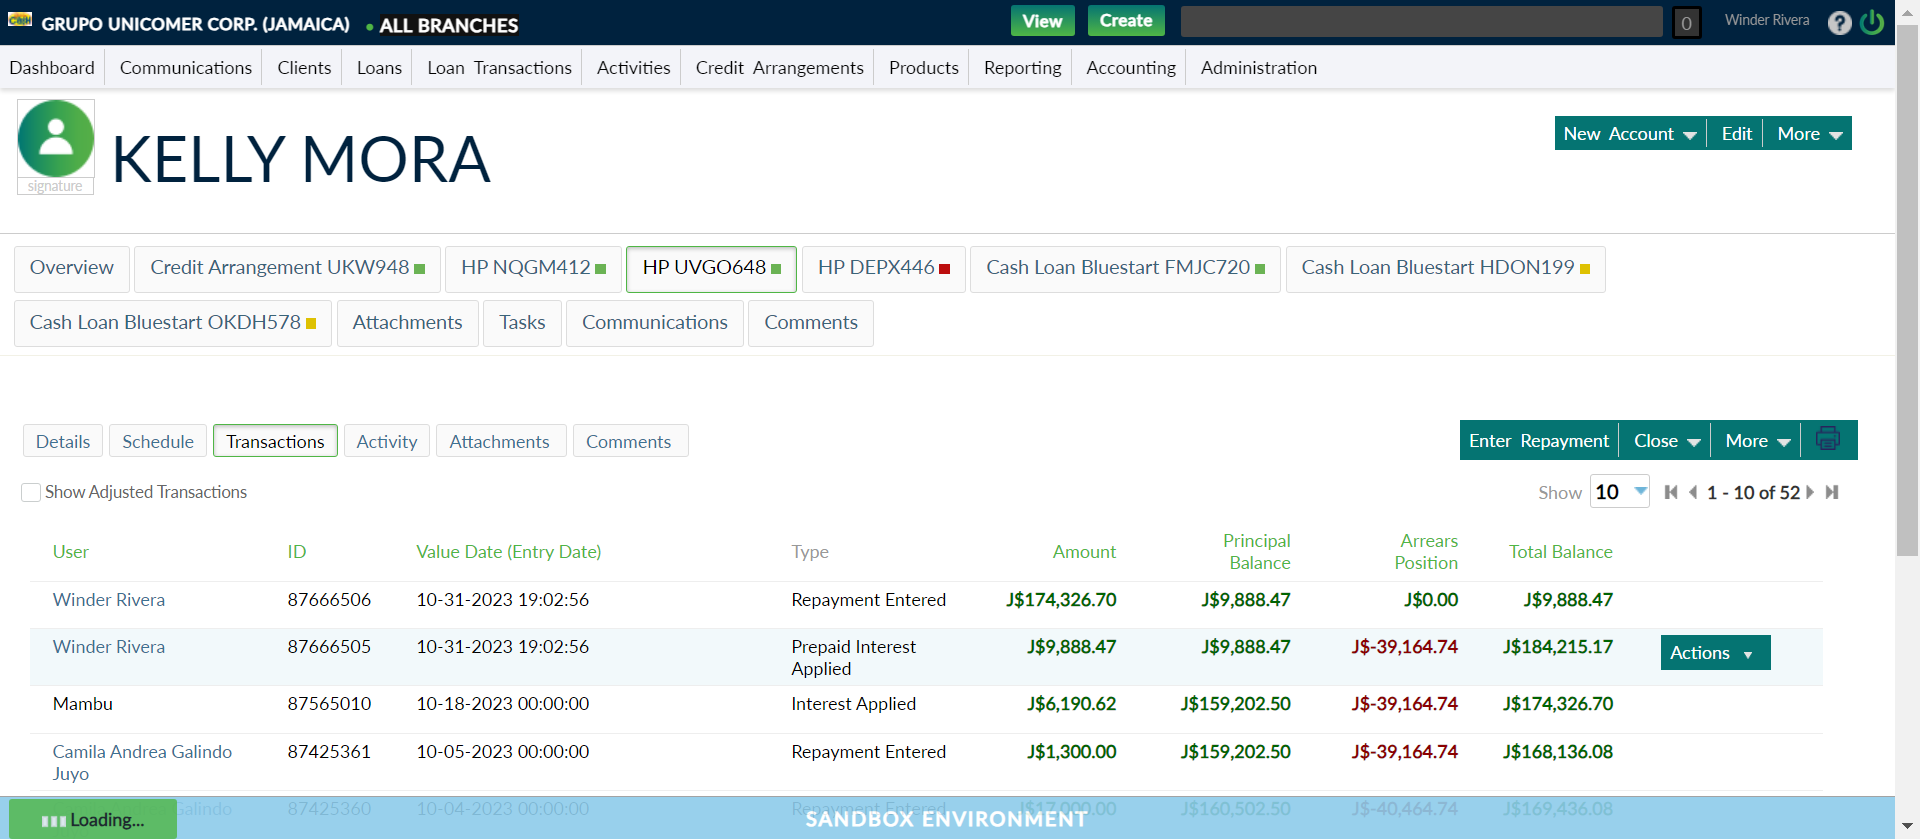 GRUPO UNICOMER CORP. (JAMAICA) • ALL BRANCHES View Create 0 Winder Rivera ?
Dashboard Communications Clients Loans Loan Transactions Activities Credit Arrangements Products Reporting Accounting Administration
KELLY MORA
signature
New Account Edit More
Overview Credit Arrangement UKW948 HP NQGM412 HP UVGO648 HP DEPX446 Cash Loan Bluestart FMJC720 Cash Loan Bluestart HDON199
Cash Loan Bluestart OKDH578 Attachments Tasks Communications Comments
Details Schedule Transactions Activity Attachments Comments Enter Repayment Close More
Show Adjusted Transactions Show 10 1 - 10 of 52
User ID Value Date (Entry Date) Type Amount Principal Balance Arrears Position Total Balance
Winder Rivera 87666506 10-31-2023 19:02:56 Repayment Entered J$174,326.70 J$9,888.47 J$0.00 J$9,888.47
Winder Rivera 87666505 10-31-2023 19:02:56 Prepaid Interest Applied J$9,888.47 J$9,888.47 J$-39,164.74 J$184,215.17 Actions
Mambu 87565010 10-18-2023 00:00:00 Interest Applied J$6,190.62 J$159,202.50 J$-39,164.74 J$174,326.70
Camila Andrea Galindo Juyo 87425361 10-05-2023 00:00:00 Repayment Entered J$1,300.00 J$159,202.50 J$-39,164.74 J$168,136.08
Galindo 87425360 10-04-2023 00:00:00 Repayment Entered J$17,000.00 J$160,502.50 J$-40,464.74 J$169,436.08
Loading... SANDBOX ENVIRONMENT